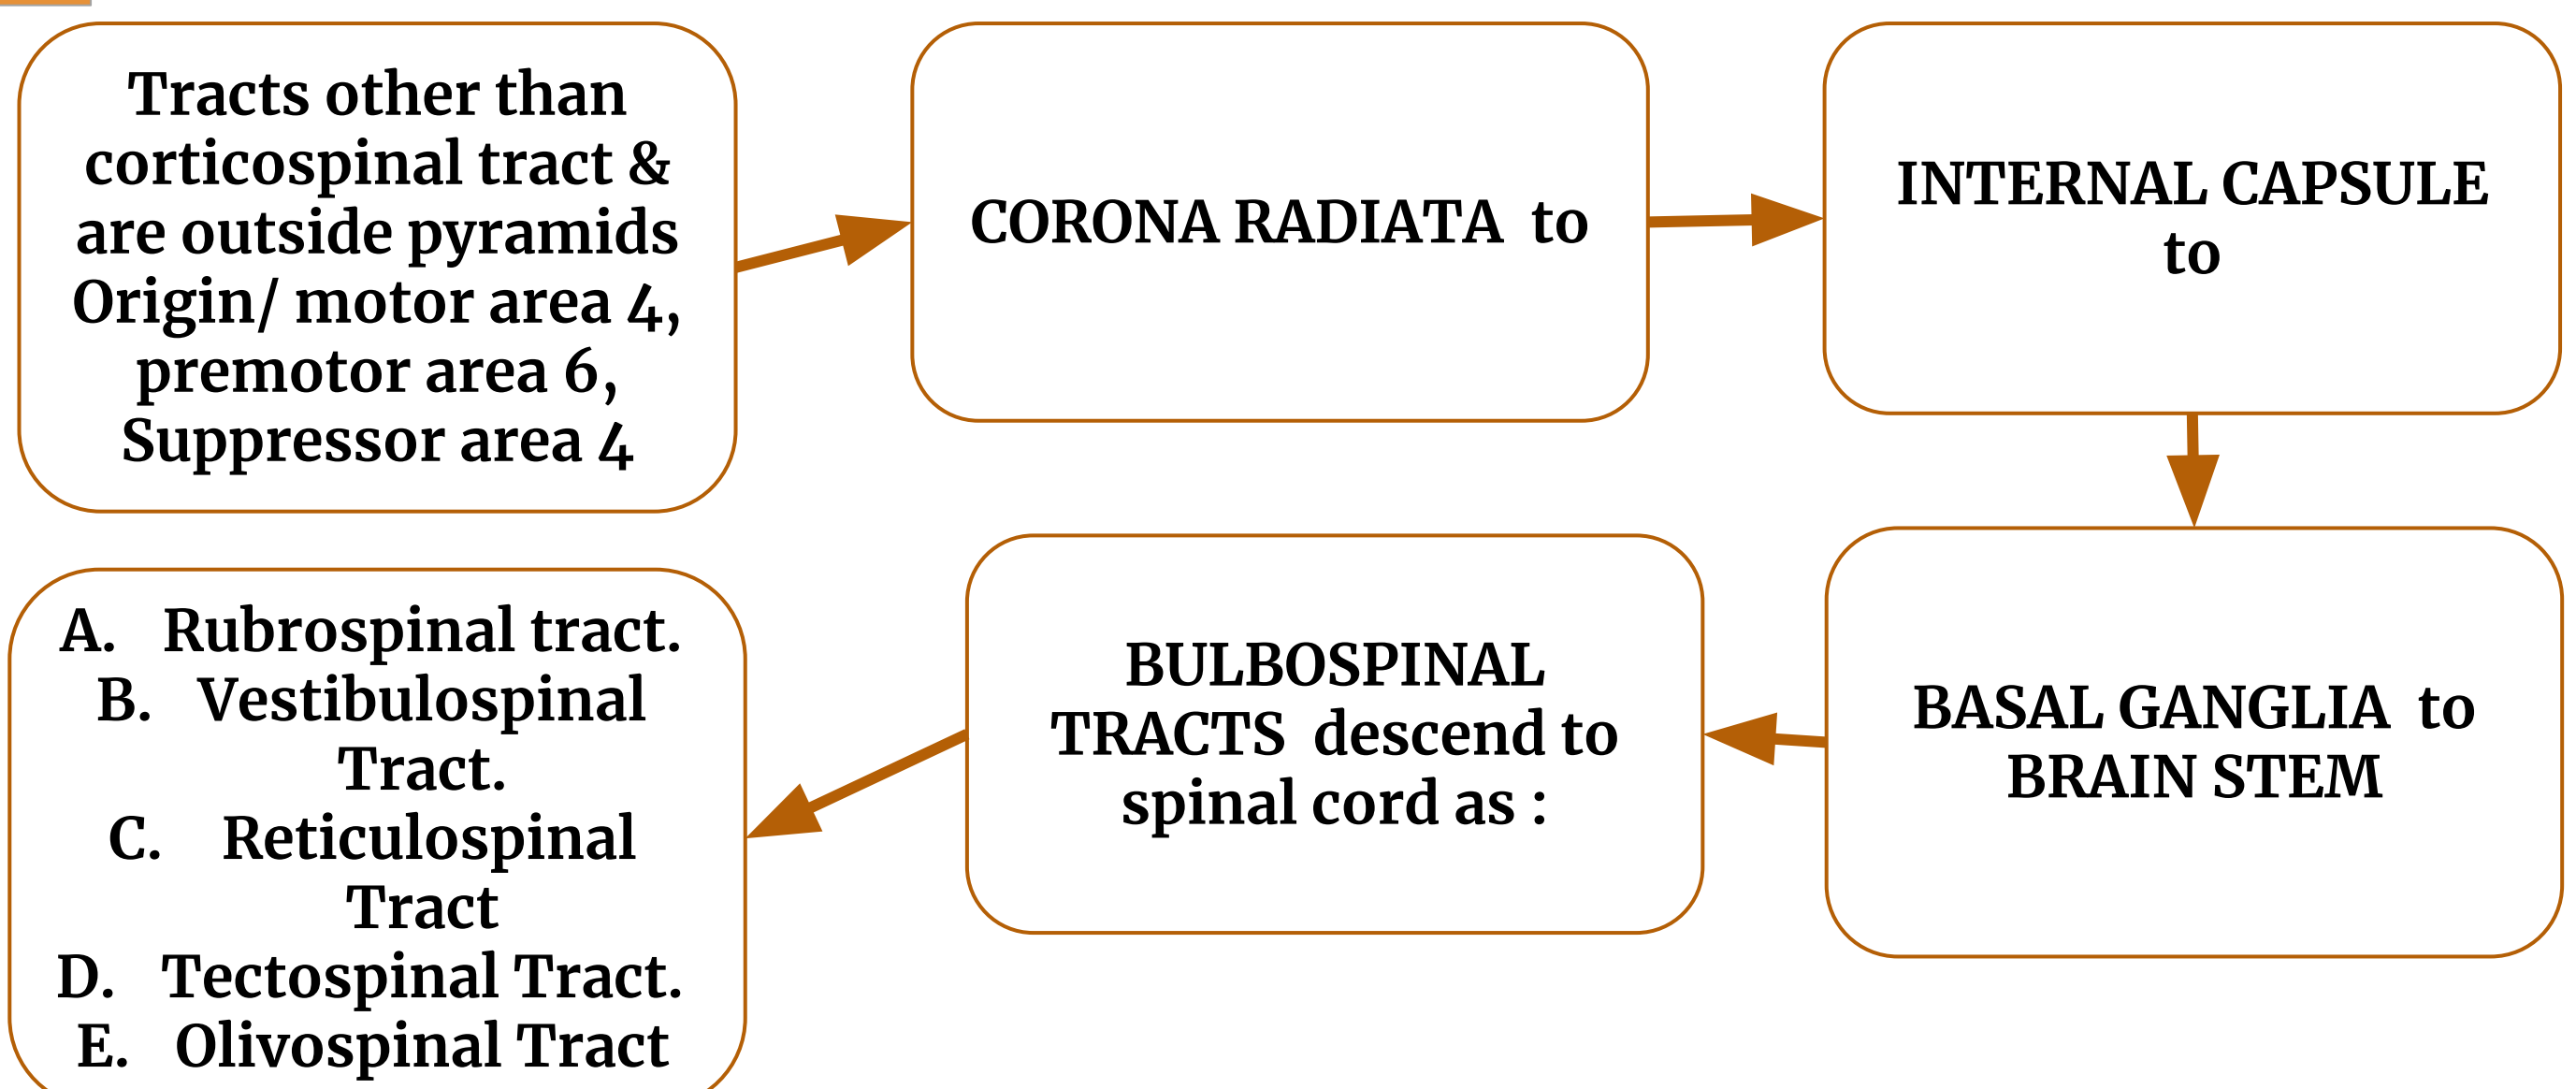 Tracts other than
corticospinal tract &
are outside pyramids
Origin/ motor area 4,
premotor area 6,
Suppressor area 4
CORONA RADIATA to
INTERNAL CAPSULE
to
BASAL GANGLIA to
BRAIN STEM
BULBOSPINAL
TRACTS descend to
spinal cord as :
A. Rubrospinal tract.
B. Vestibulospinal
Tract.
C. Reticulospinal
Tract
D. Tectospinal Tract.
E. Olivospinal Tract